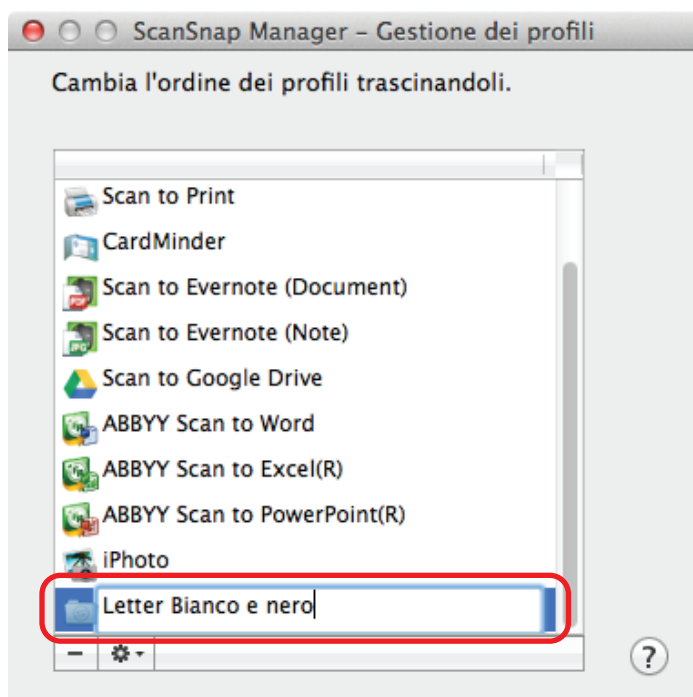 ScanSnap Manager – Gestione dei profili
Cambia l'ordine dei profili trascinandoli.
Scan to Print
CardMinder
Scan to Evernote (Document)
Scan to Evernote (Note)
Scan to Google Drive
ABBYY Scan to Word
ABBYY Scan to Excel(R)
ABBYY Scan to PowerPoint(R)
iPhoto
Letter Bianco e nero
?